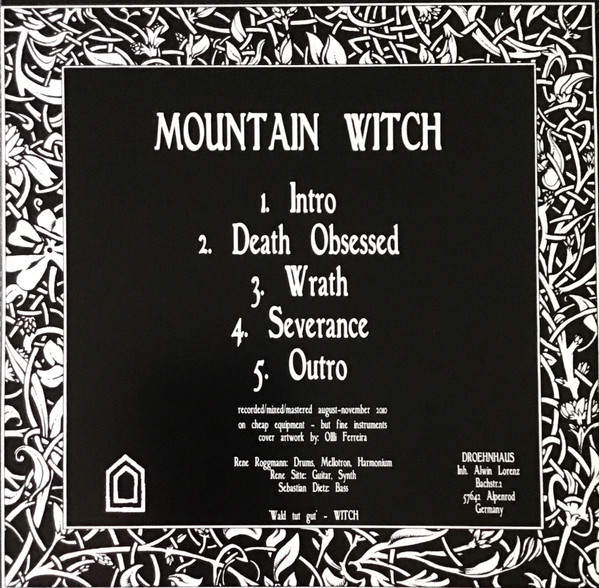 MOUNTAIN WITCH
1. Intro
2. Death Obsessed
3. Wrath
4. Severance
5. Outro
recorded/mixed/mastered august-november 2010
on cheap equipment - but fine instruments
cover artwork by: Olli Ferreira
Rene Roggmann: Drums, Mellotron, Harmonium
Rene Sitte: Guitar, Synth
Sebastian Dietz: Bass
"Wald tut gut" - WITCH
DROEHNHAUS
Inh. Alwin Lorenz
Bachstr.2
57642 Alpenrod
Germany